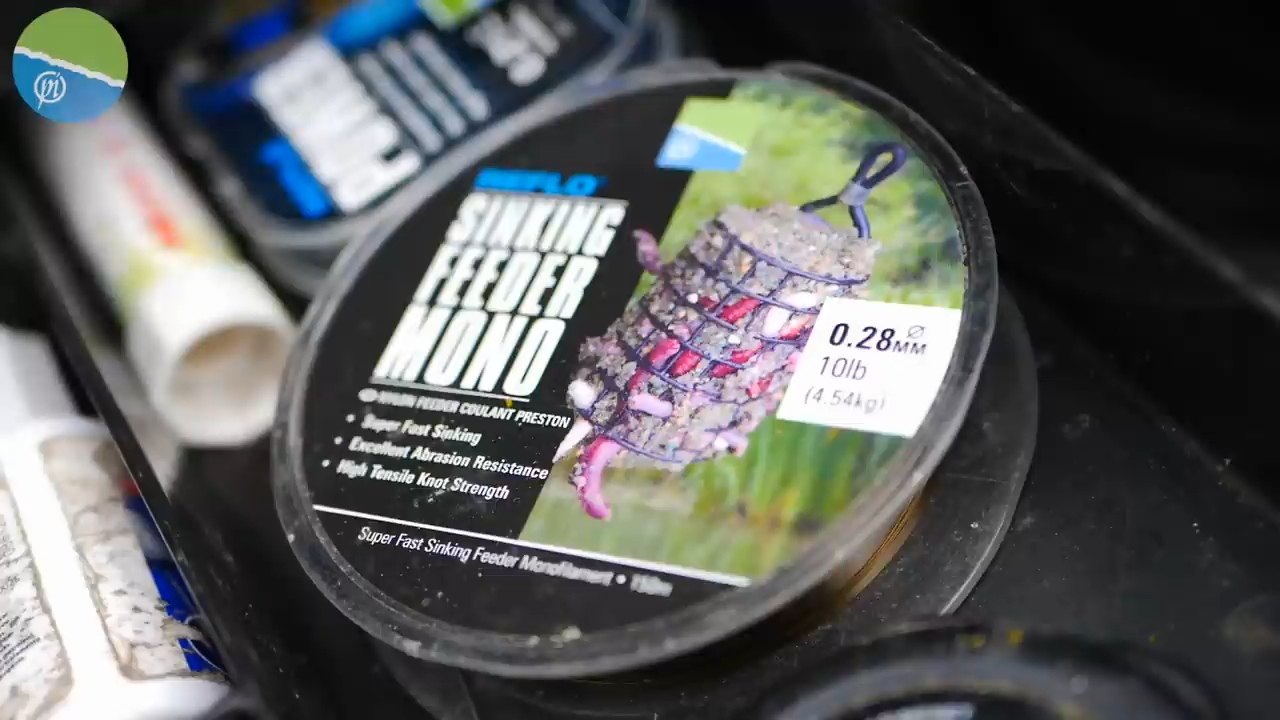 REFLO
SINKING
FEEDER
MONO
NYLON FEEDER COULANT PRESTON
• Super Fast Sinking
• Excellent Abrasion Resistance
• High Tensile Knot Strength
Super Fast Sinking Feeder Monofilament • 150m
0.28MM Ø
10lb
(4.54kg)
pi